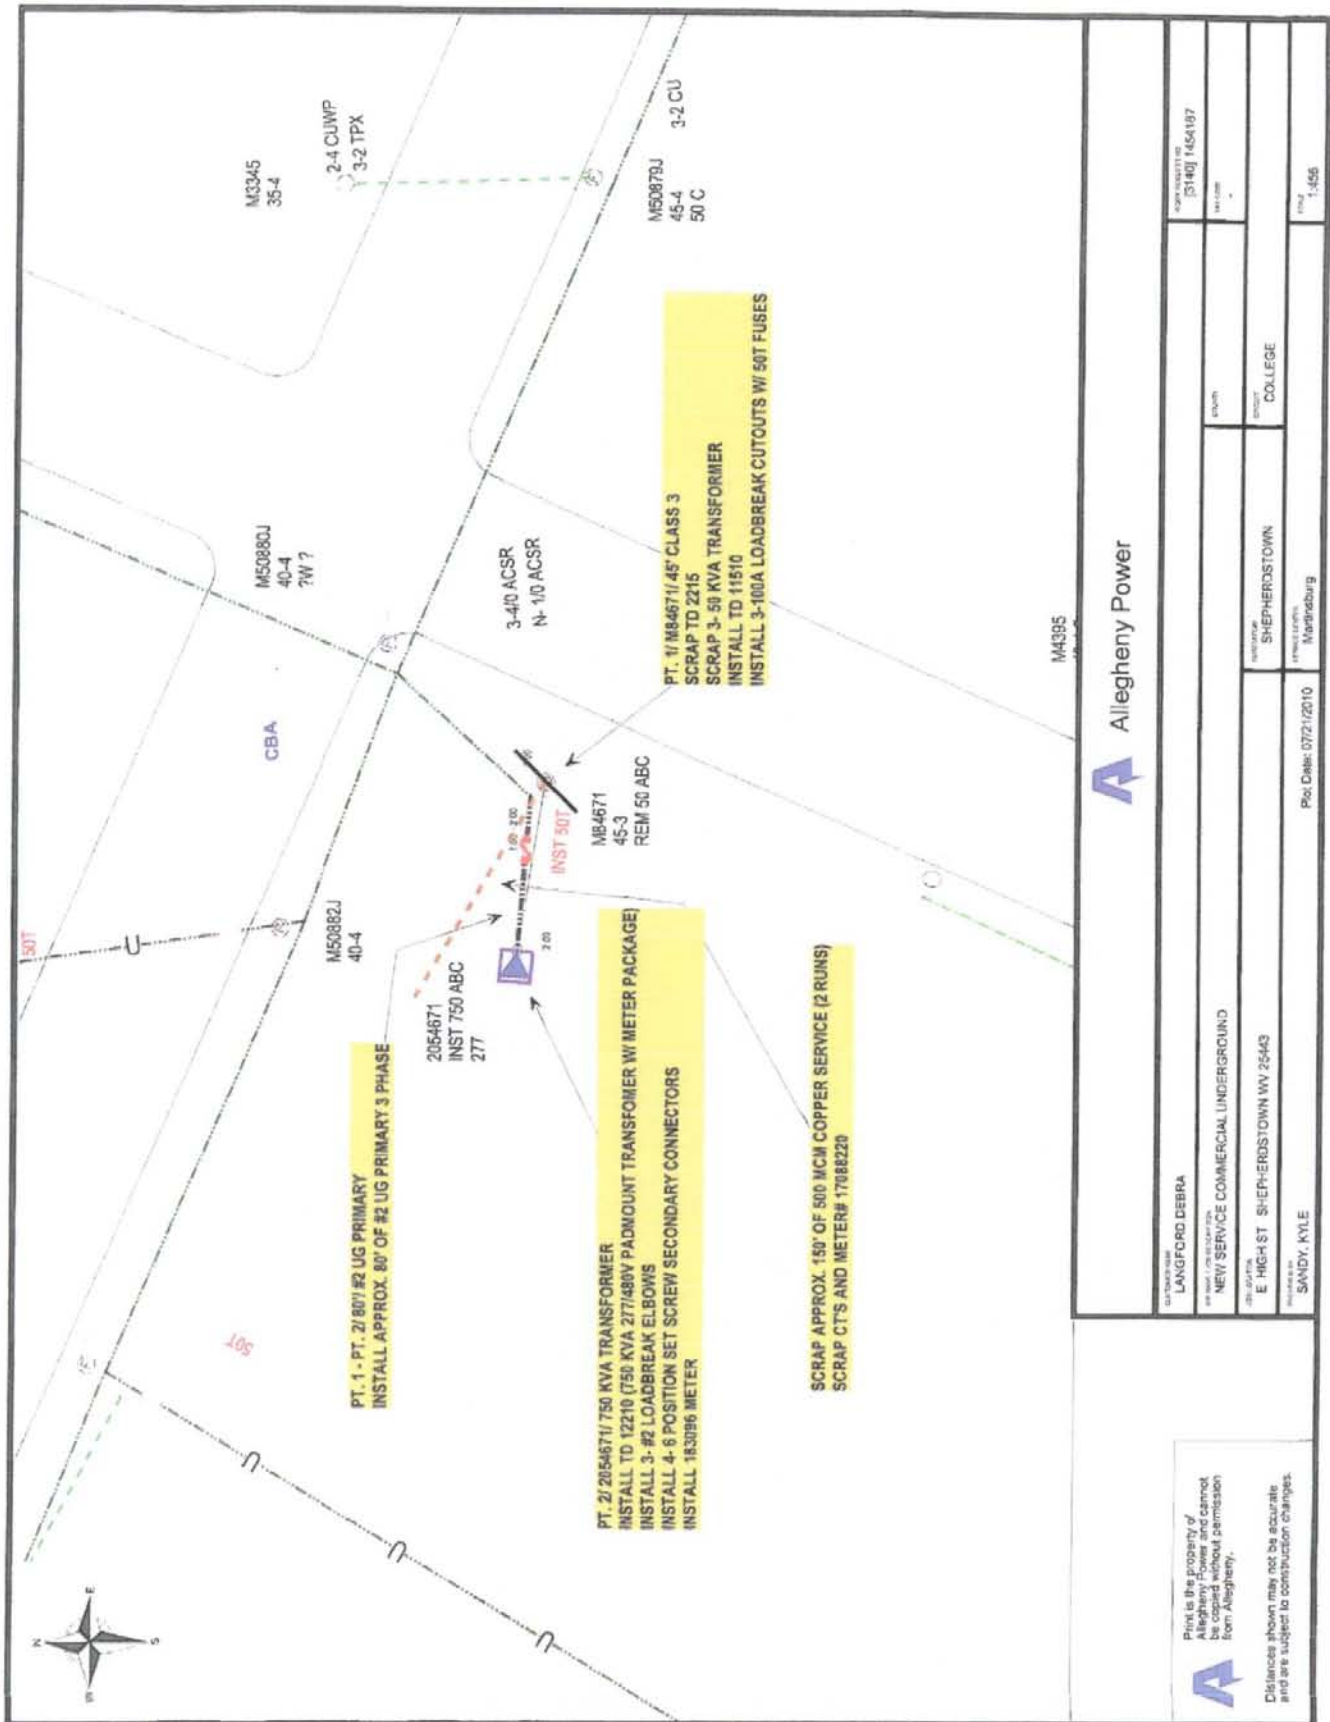 N
E
S
W
50T
50T
M50882J
40-4
CBA
M50880J
40-4
?W ?
M3345
35-4
2-4 CUWP
3-2 TPX
3-2 CU
M50879J
45-4
50 C
3-4/0 ACSR
N- 1/0 ACSR
PT. 1 - PT. 2/ 80'/ #2 UG PRIMARY
INSTALL APPROX. 80' OF #2 UG PRIMARY 3 PHASE
2054671
INST 750 ABC
277
2.00
1.00
2.00
INST 50T
M84671
45-3
REM 50 ABC
PT. 1/ M84671/ 45' CLASS 3
SCRAP TD 2215
SCRAP 3- 50 KVA TRANSFORMER
INSTALL TD 11510
INSTALL 3-100A LOADBREAK CUTOUTS W/ 50T FUSES
PT. 2/ 2054671/ 750 KVA TRANSFORMER
INSTALL TD 12210 (750 KVA 277/480V PADMOUNT TRANSFOMER W/ METER PACKAGE)
INSTALL 3- #2 LOADBREAK ELBOWS
INSTALL 4- 6 POSITION SET SCREW SECONDARY CONNECTORS
INSTALL 183096 METER
SCRAP APPROX. 150' OF 500 MCM COPPER SERVICE (2 RUNS)
SCRAP CT'S AND METER# 17088220
M4395
Print is the property of
Allegheny Power and cannot
be copied without permission
from Allegheny.
Distances shown may not be accurate
and are subject to construction changes.
Allegheny Power
LANGFORD,DEBRA
[3140] 1454187
NEW SERVICE COMMERCIAL UNDERGROUND
-
E HIGH ST SHEPHERDSTOWN WV 25443
SHEPHERDSTOWN
COLLEGE
SANDY, KYLE
Plot Date: 07/21/2010
Martinsburg
1:456